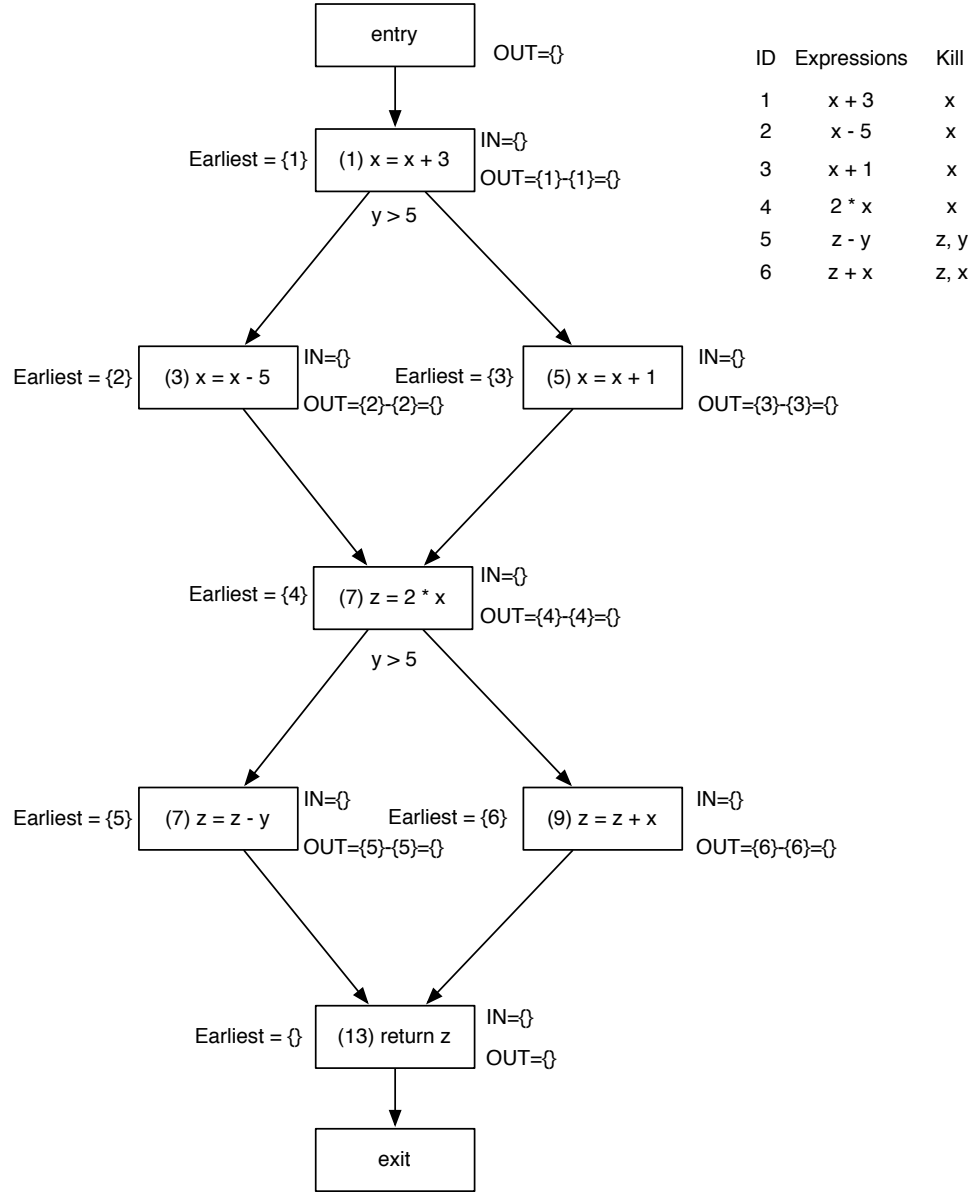 entry
OUT={}
ID Expressions Kill
1 x + 3 x
2 x - 5 x
3 x + 1 x
4 2 * x x
5 z - y z, y
6 z + x z, x
Earliest = {1}
(1) x = x + 3
IN={}
OUT={1}-{1}={}
y > 5
Earliest = {2}
(3) x = x - 5
IN={}
OUT={2}-{2}={}
Earliest = {3}
(5) x = x + 1
IN={}
OUT={3}-{3}={}
Earliest = {4}
(7) z = 2 * x
IN={}
OUT={4}-{4}={}
y > 5
Earliest = {5}
(7) z = z - y
IN={}
OUT={5}-{5}={}
Earliest = {6}
(9) z = z + x
IN={}
OUT={6}-{6}={}
Earliest = {}
(13) return z
IN={}
OUT={}
exit